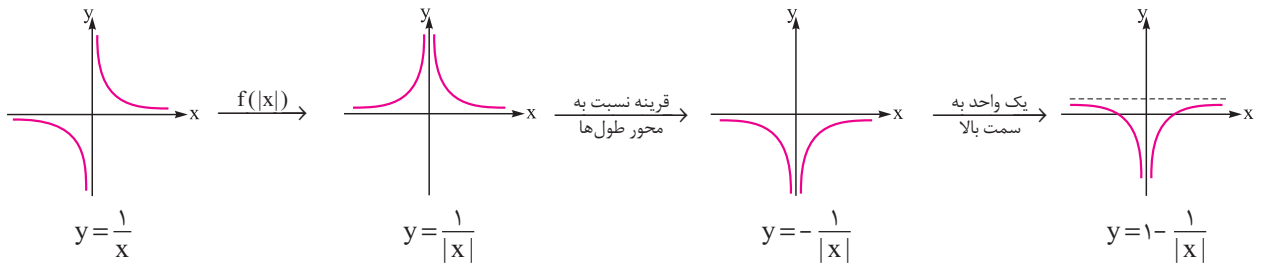 y
x
y = ۱/x
f(|x|)
y
x
y = ۱/|x|
قرینه نسبت به
محور طول‌ها
y
x
y = - ۱/|x|
یک واحد به
سمت بالا
y
x
y = ۱ - ۱/|x|